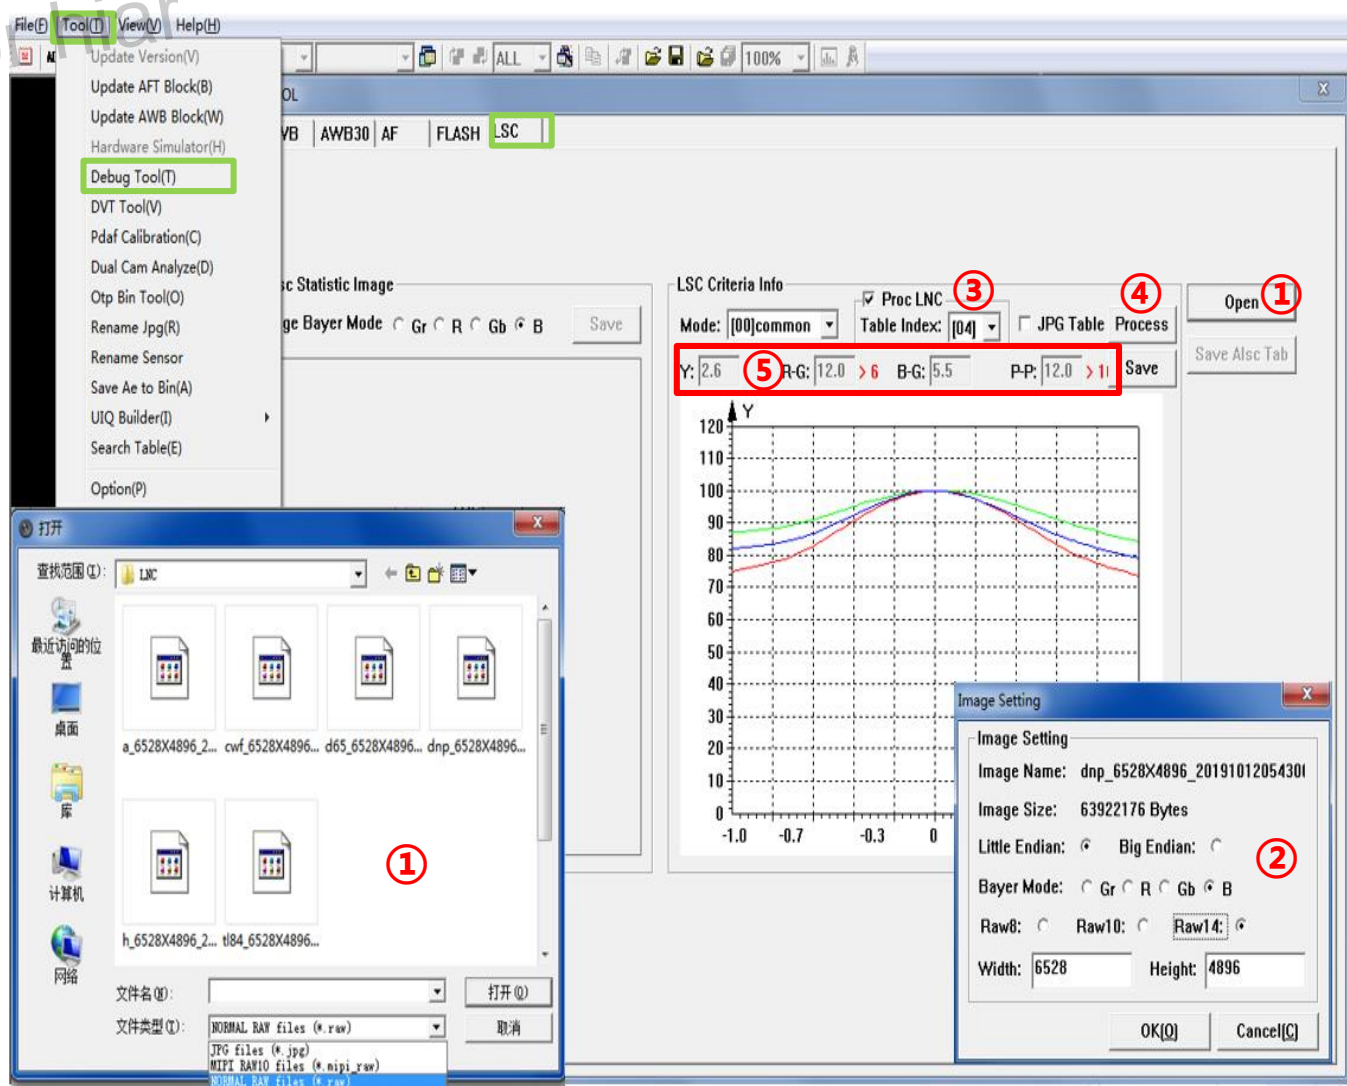 File(F) Tool(T) View(V) Help(H)
ALL 100%
Update Version(V)
Update AFT Block(B)
Update AWB Block(W)
Hardware Simulator(H)
Debug Tool(T)
DVT Tool(V)
Pdaf Calibration(C)
Dual Cam Analyze(D)
Otp Bin Tool(O)
Rename Jpg(R)
Rename Sensor
Save Ae to Bin(A)
UIQ Builder(I)
Search Table(E)
Option(P)
OL
VB AWB30 AF FLASH LSC
sc Statistic Image
ge Bayer Mode Gr R Gb B Save
LSC Criteria Info
Proc LNC ③ ④
Mode: [00]common Table Index: [04] JPG Table Process
Y: 2.6 ⑤ R-G: 12.0 > 6 B-G: 5.5 P-P: 12.0 > 1 Save
Open ①
Save Alsc Tab
Y
120
110
100
90
80
70
60
50
40
30
20
10
0
-1.0 -0.7 -0.3 0
打开
查找范围(I): LNC
最近访问的位置
桌面
库
计算机
网络
a_6528X4896_2... cwf_6528X4896... d65_6528X4896... dnp_6528X4896...
①
h_6528X4896_2... tl84_6528X4896...
文件名(N): 打开(O)
文件类型(T): NORMAL RAW files (*.raw) 取消
JPG files (*.jpg)
MIPI RAW10 files (*.mipi_raw)
NORMAL RAW files (*.raw)
Image Setting
Image Setting
Image Name: dnp_6528X4896_2019101205430
Image Size: 63922176 Bytes
Little Endian: Big Endian: ②
Bayer Mode: Gr R Gb B
Raw8: Raw10: Raw14:
Width: 6528 Height: 4896
OK[O] Cancel[C]